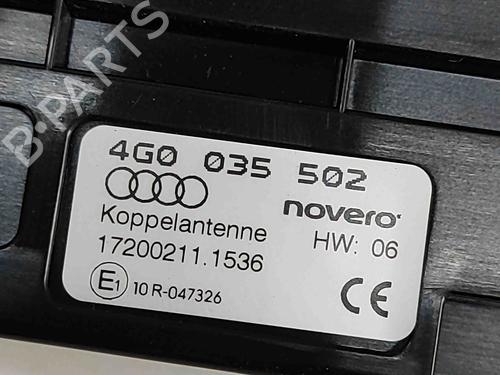 B-PARTS
4G0 035 502
novero
Koppelantenne
HW: 06
17200211.1536
E1 10 R-047326
CE